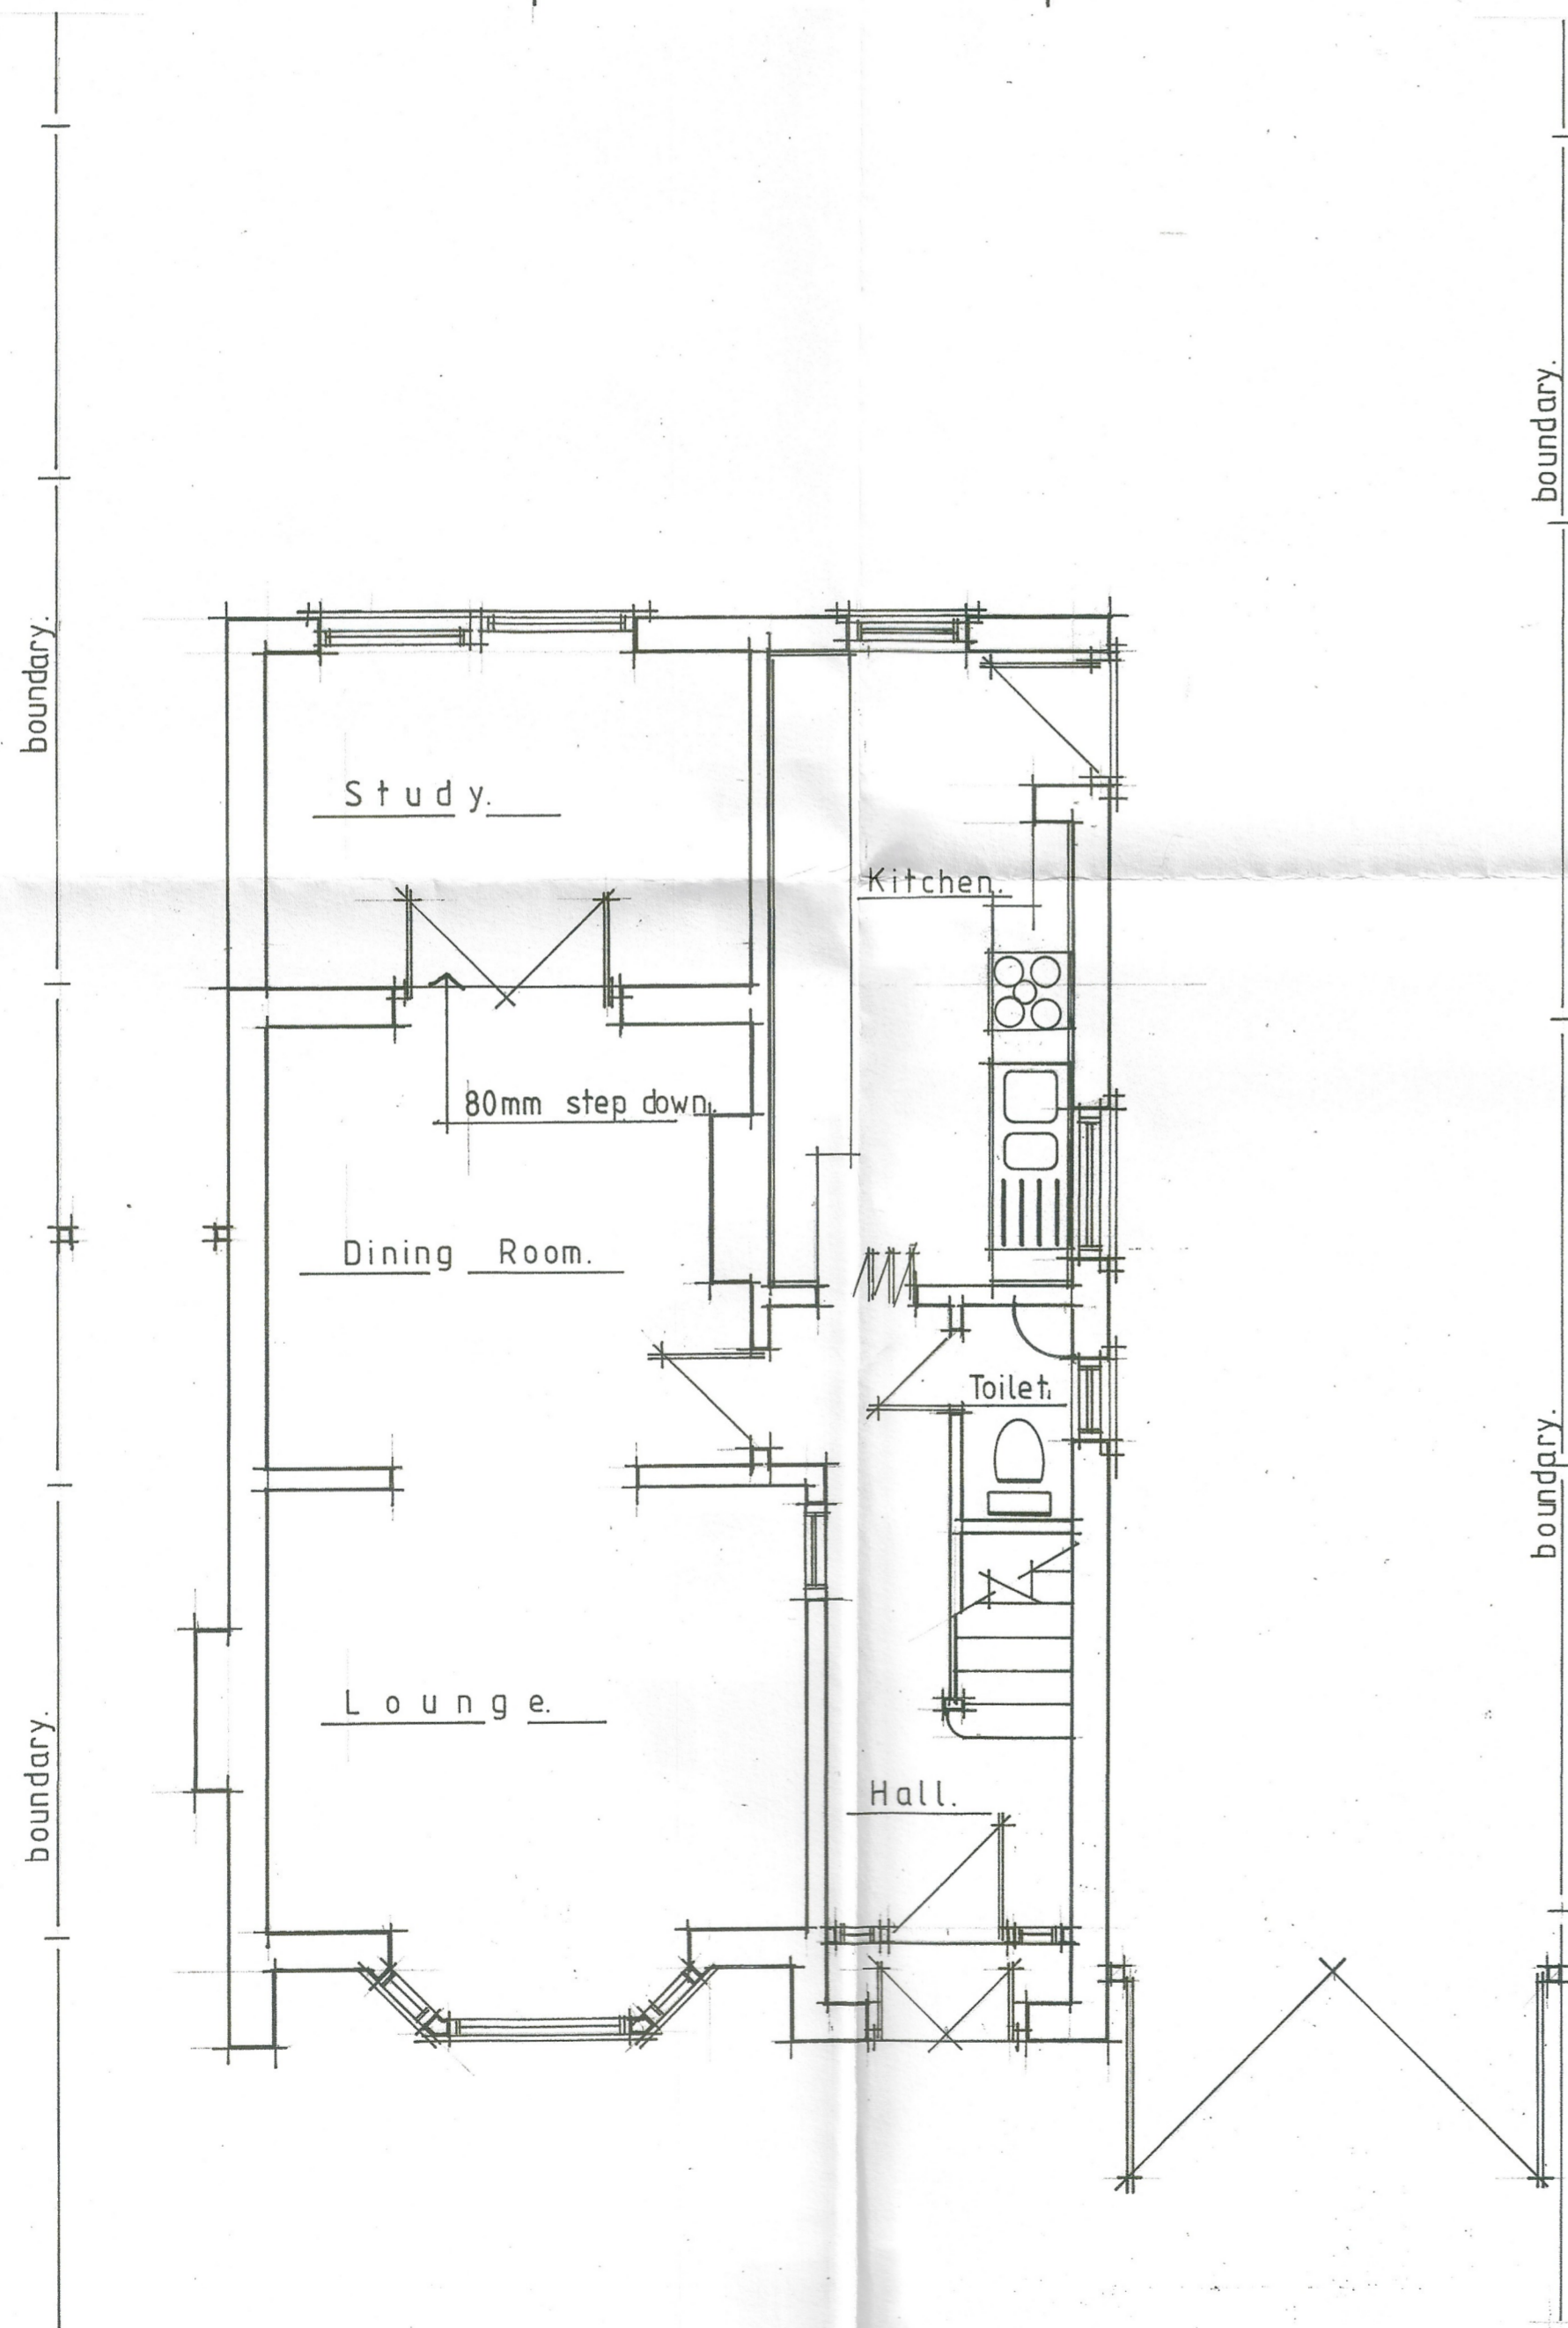 boundary.
boundary.
Study.
Kitchen.
80mm step down.
Dining Room.
Toilet.
boundary.
Lounge.
boundary.
Hall.